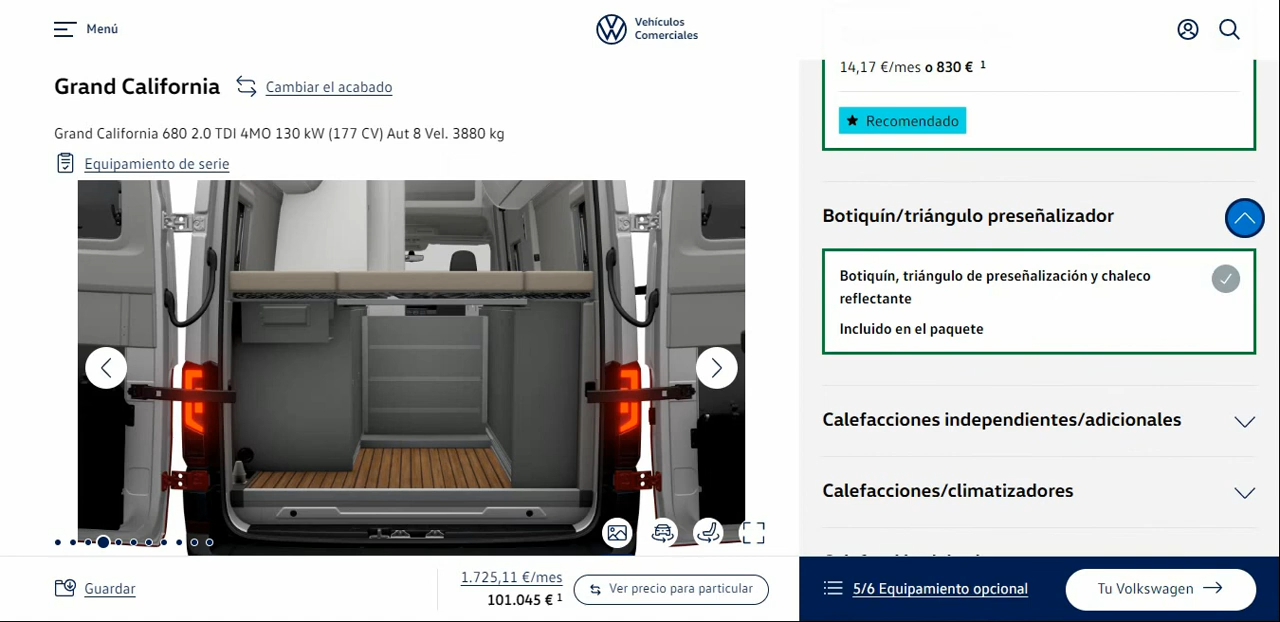 Menú
Vehículos
Comerciales
Grand California
Cambiar el acabado
Grand California 680 2.0 TDI 4MO 130 kW (177 CV) Aut 8 Vel. 3880 kg
Equipamiento de serie
14,17 €/mes o 830 € 1
Recomendado
Botiquín/triángulo preseñalizador
Botiquín, triángulo de preseñalización y chaleco
reflectante
Incluido en el paquete
Calefacciones independientes/adicionales
Calefacciones/climatizadores
Guardar
1.725,11 €/mes
101.045 € 1
Ver precio para particular
5/6 Equipamiento opcional
Tu Volkswagen